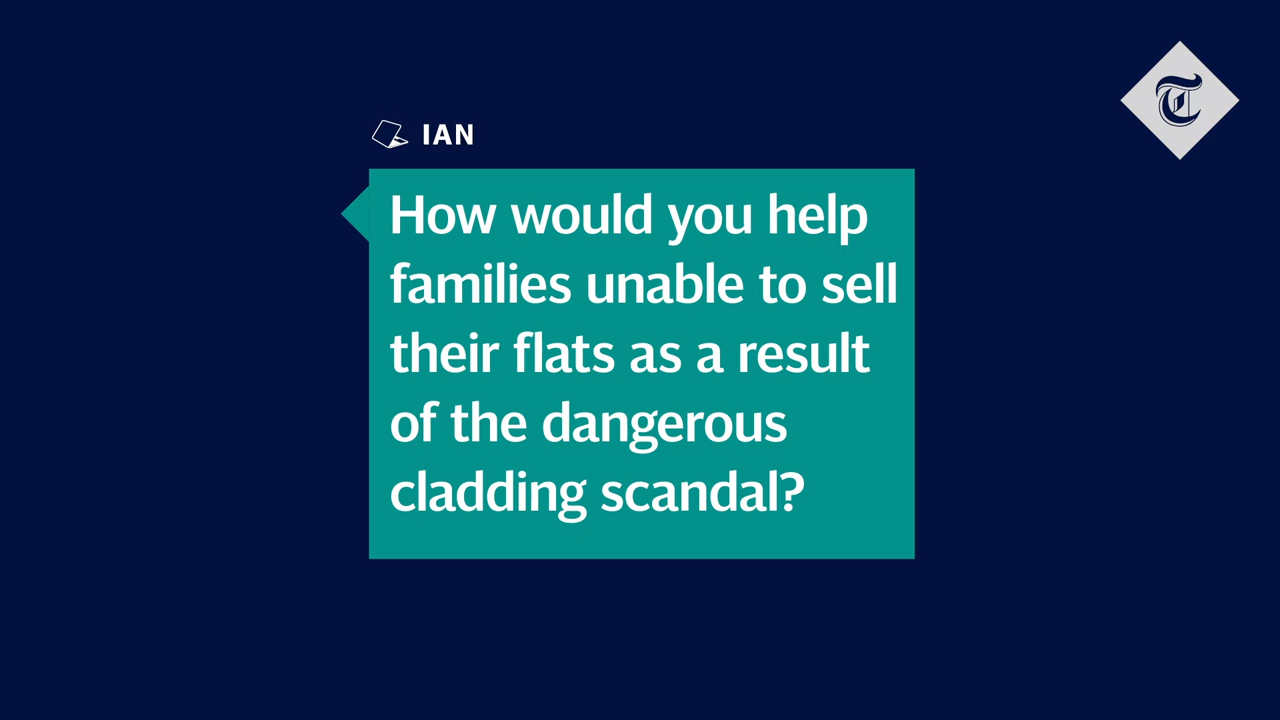 IAN
How would you help
families unable to sell
their flats as a result
of the dangerous
cladding scandal?
T